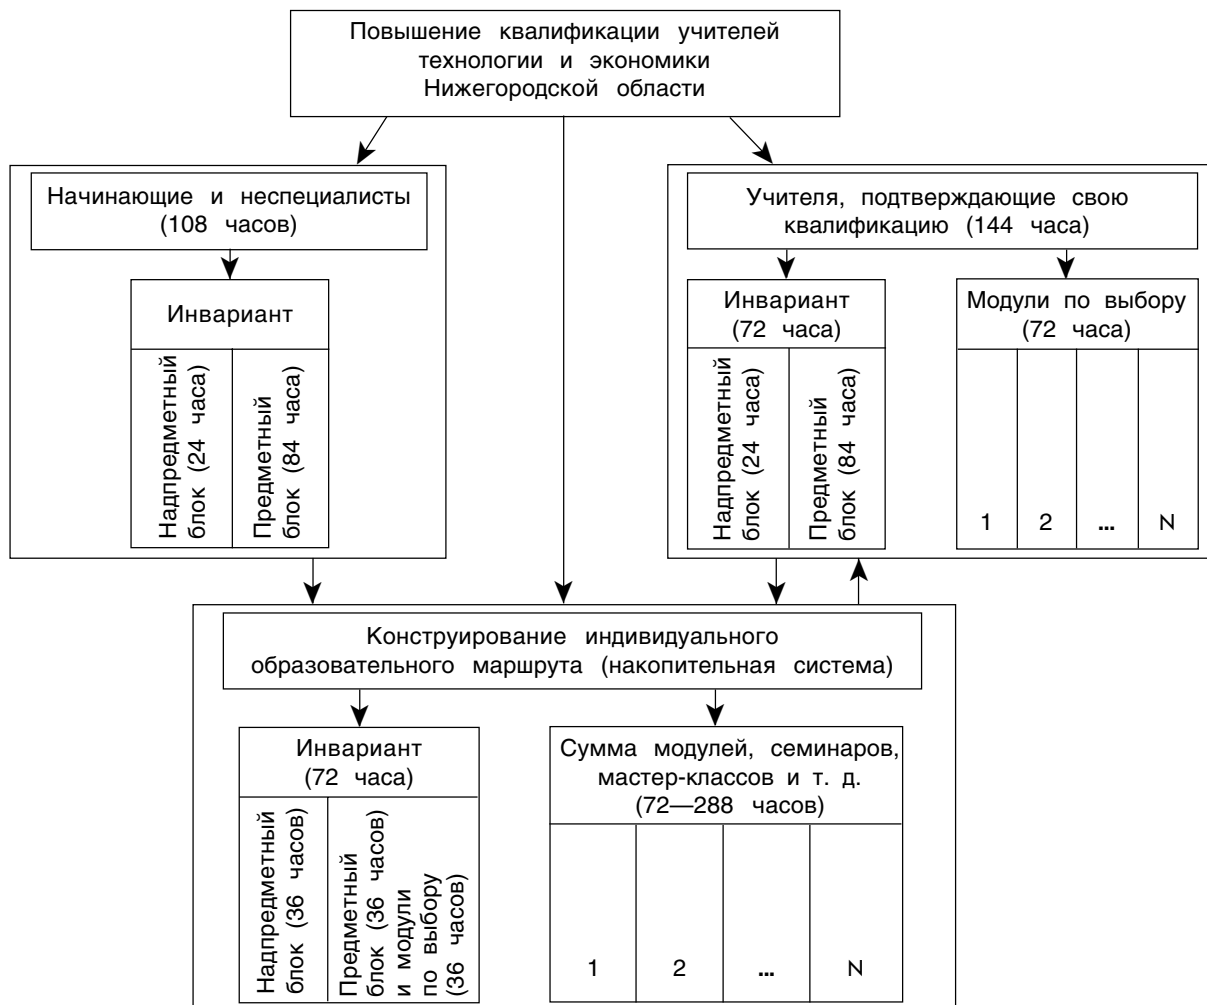 Повышение квалификации учителей
технологии и экономики
Нижегородской области
Начинающие и неспециалисты
(108 часов)
Инвариант
Надпредметный
блок (24 часа)
Предметный
блок (84 часа)
Учителя, подтверждающие свою
квалификацию (144 часа)
Инвариант
(72 часа)
Надпредметный
блок (24 часа)
Предметный
блок (84 часа)
Модули по выбору
(72 часа)
1 2 ... N
Конструирование индивидуального
образовательного маршрута (накопительная система)
Инвариант
(72 часа)
Надпредметный
блок (36 часов)
Предметный
блок (36 часов)
и модули
по выбору
(36 часов)
Сумма модулей, семинаров,
мастер-классов и т. д.
(72—288 часов)
1 2 ... N